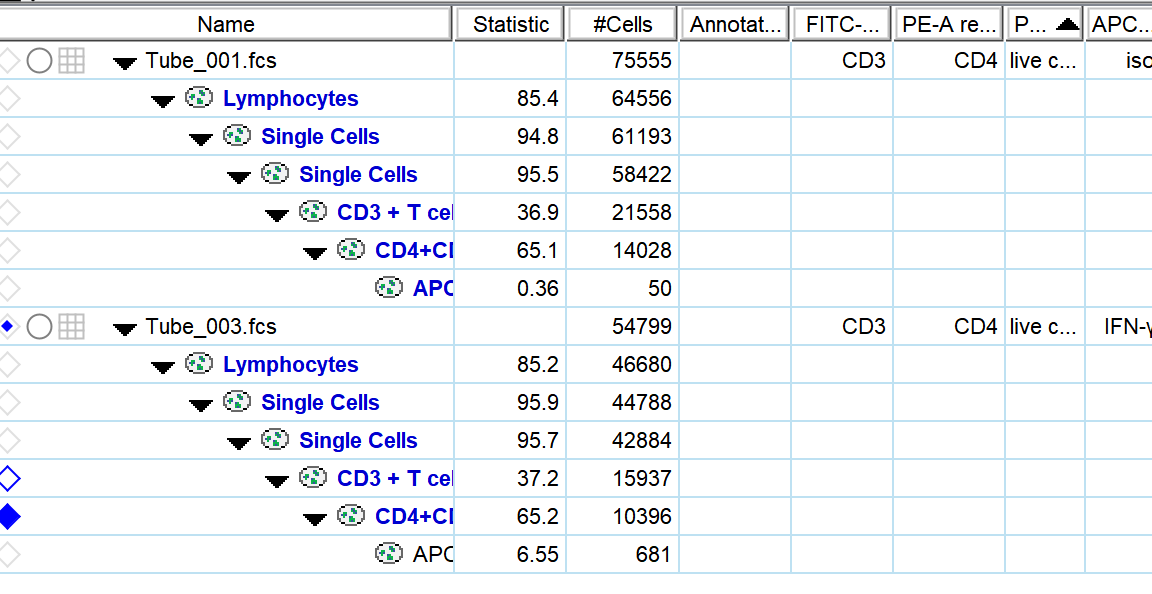 Name Statistic #Cells Annotat... FITC-... PE-A re... P... APC...
Tube_001.fcs 75555 CD3 CD4 live c... iso
Lymphocytes 85.4 64556
Single Cells 94.8 61193
Single Cells 95.5 58422
CD3 + T cel 36.9 21558
CD4+CD 65.1 14028
APC 0.36 50
Tube_003.fcs 54799 CD3 CD4 live c... IFN-γ
Lymphocytes 85.2 46680
Single Cells 95.9 44788
Single Cells 95.7 42884
CD3 + T cel 37.2 15937
CD4+CD 65.2 10396
APC 6.55 681